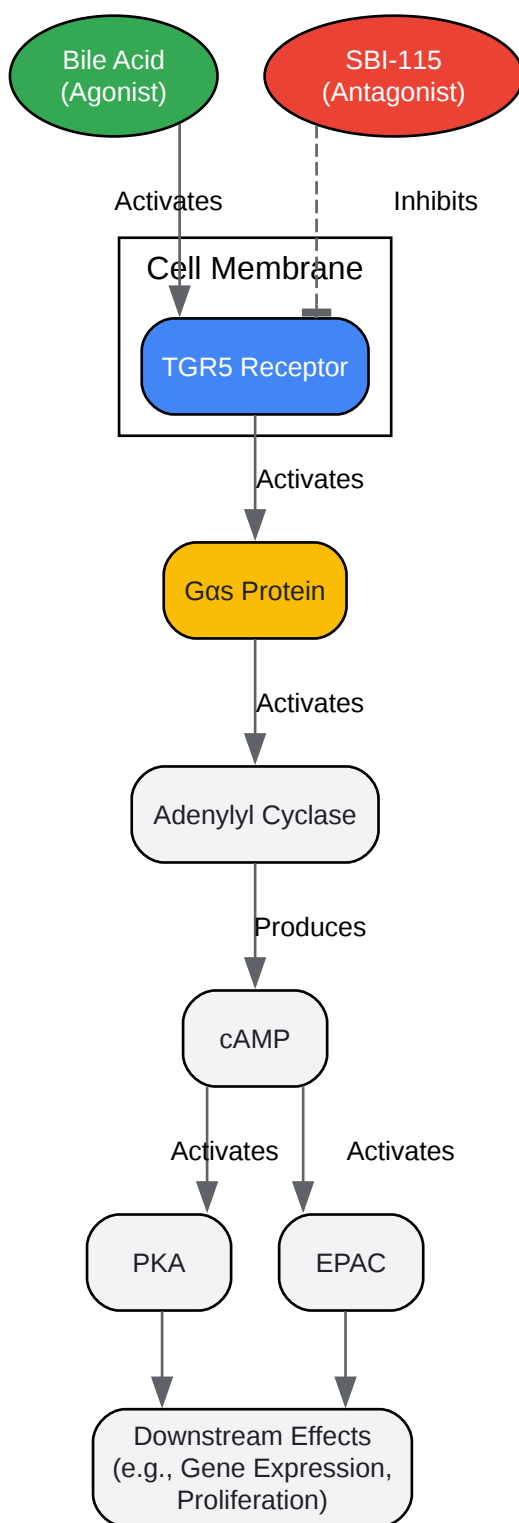 Bile Acid
(Agonist)
SBI-115
(Antagonist)
Activates
Inhibits
Cell Membrane
TGR5 Receptor
Activates
Gαs Protein
Activates
Adenylyl Cyclase
Produces
cAMP
Activates
Activates
PKA
EPAC
Downstream Effects
(e.g., Gene Expression,
Proliferation)